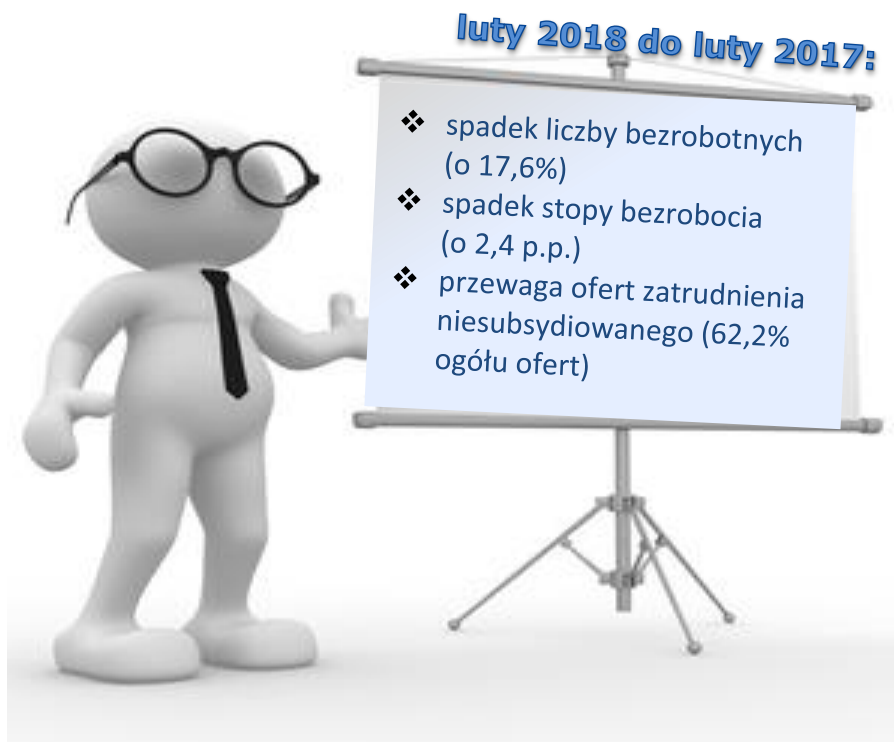 luty 2018 do luty 2017:
❖ spadek liczby bezrobotnych
(o 17,6%)
❖ spadek stopy bezrobocia
(o 2,4 p.p.)
❖ przewaga ofert zatrudnienia
niesubsydiowanego (62,2%
ogółu ofert)